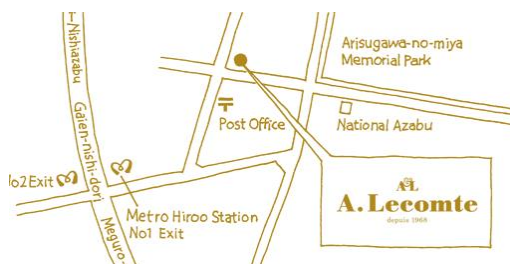 Nishiazabu
Gaien-nishi-dori
Meguro-
Arisugawa-no-miya
Memorial Park
〒
Post Office
National Azabu
No2 Exit
Metro Hiroo Station
No1 Exit
A&L
A. Lecomte
depuis 1968